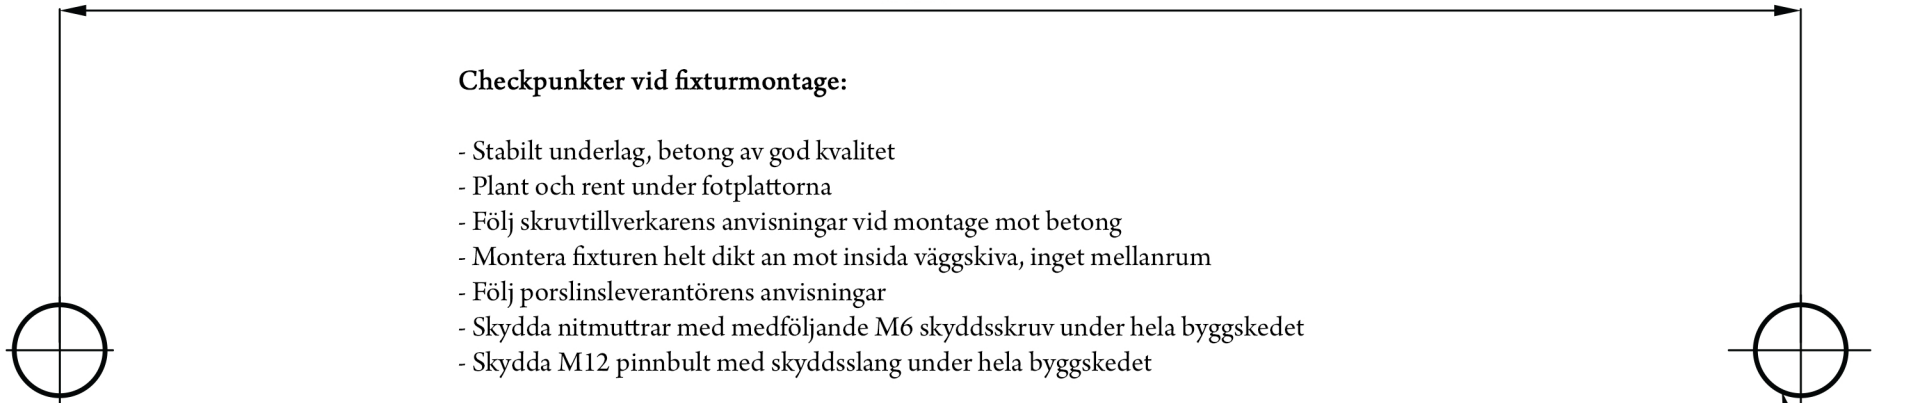 Checkpunkter vid fixturmontage:
- Stabilt underlag, betong av god kvalitet
- Plant och rent under fotplattorna
- Följ skruvtillverkarens anvisningar vid montage mot betong
- Montera fixturen helt dikt an mot insida väggskiva, inget mellanrum
- Följ porslinsleverantörens anvisningar
- Skydda nitmuttrar med medföljande M6 skyddsskruv under hela byggskedet
- Skydda M12 pinnbult med skyddsslang under hela byggskedet